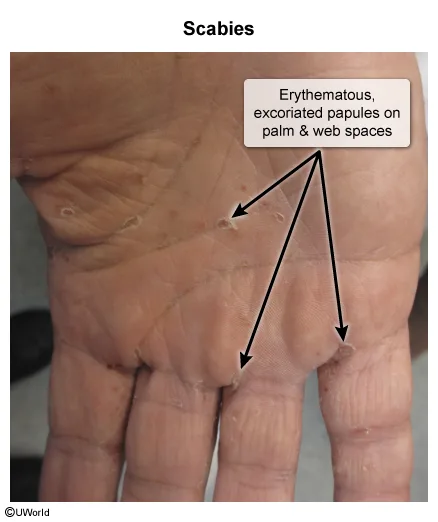 Scabies
Erythematous,
excoriated papules on
palm & web spaces
©UWorld